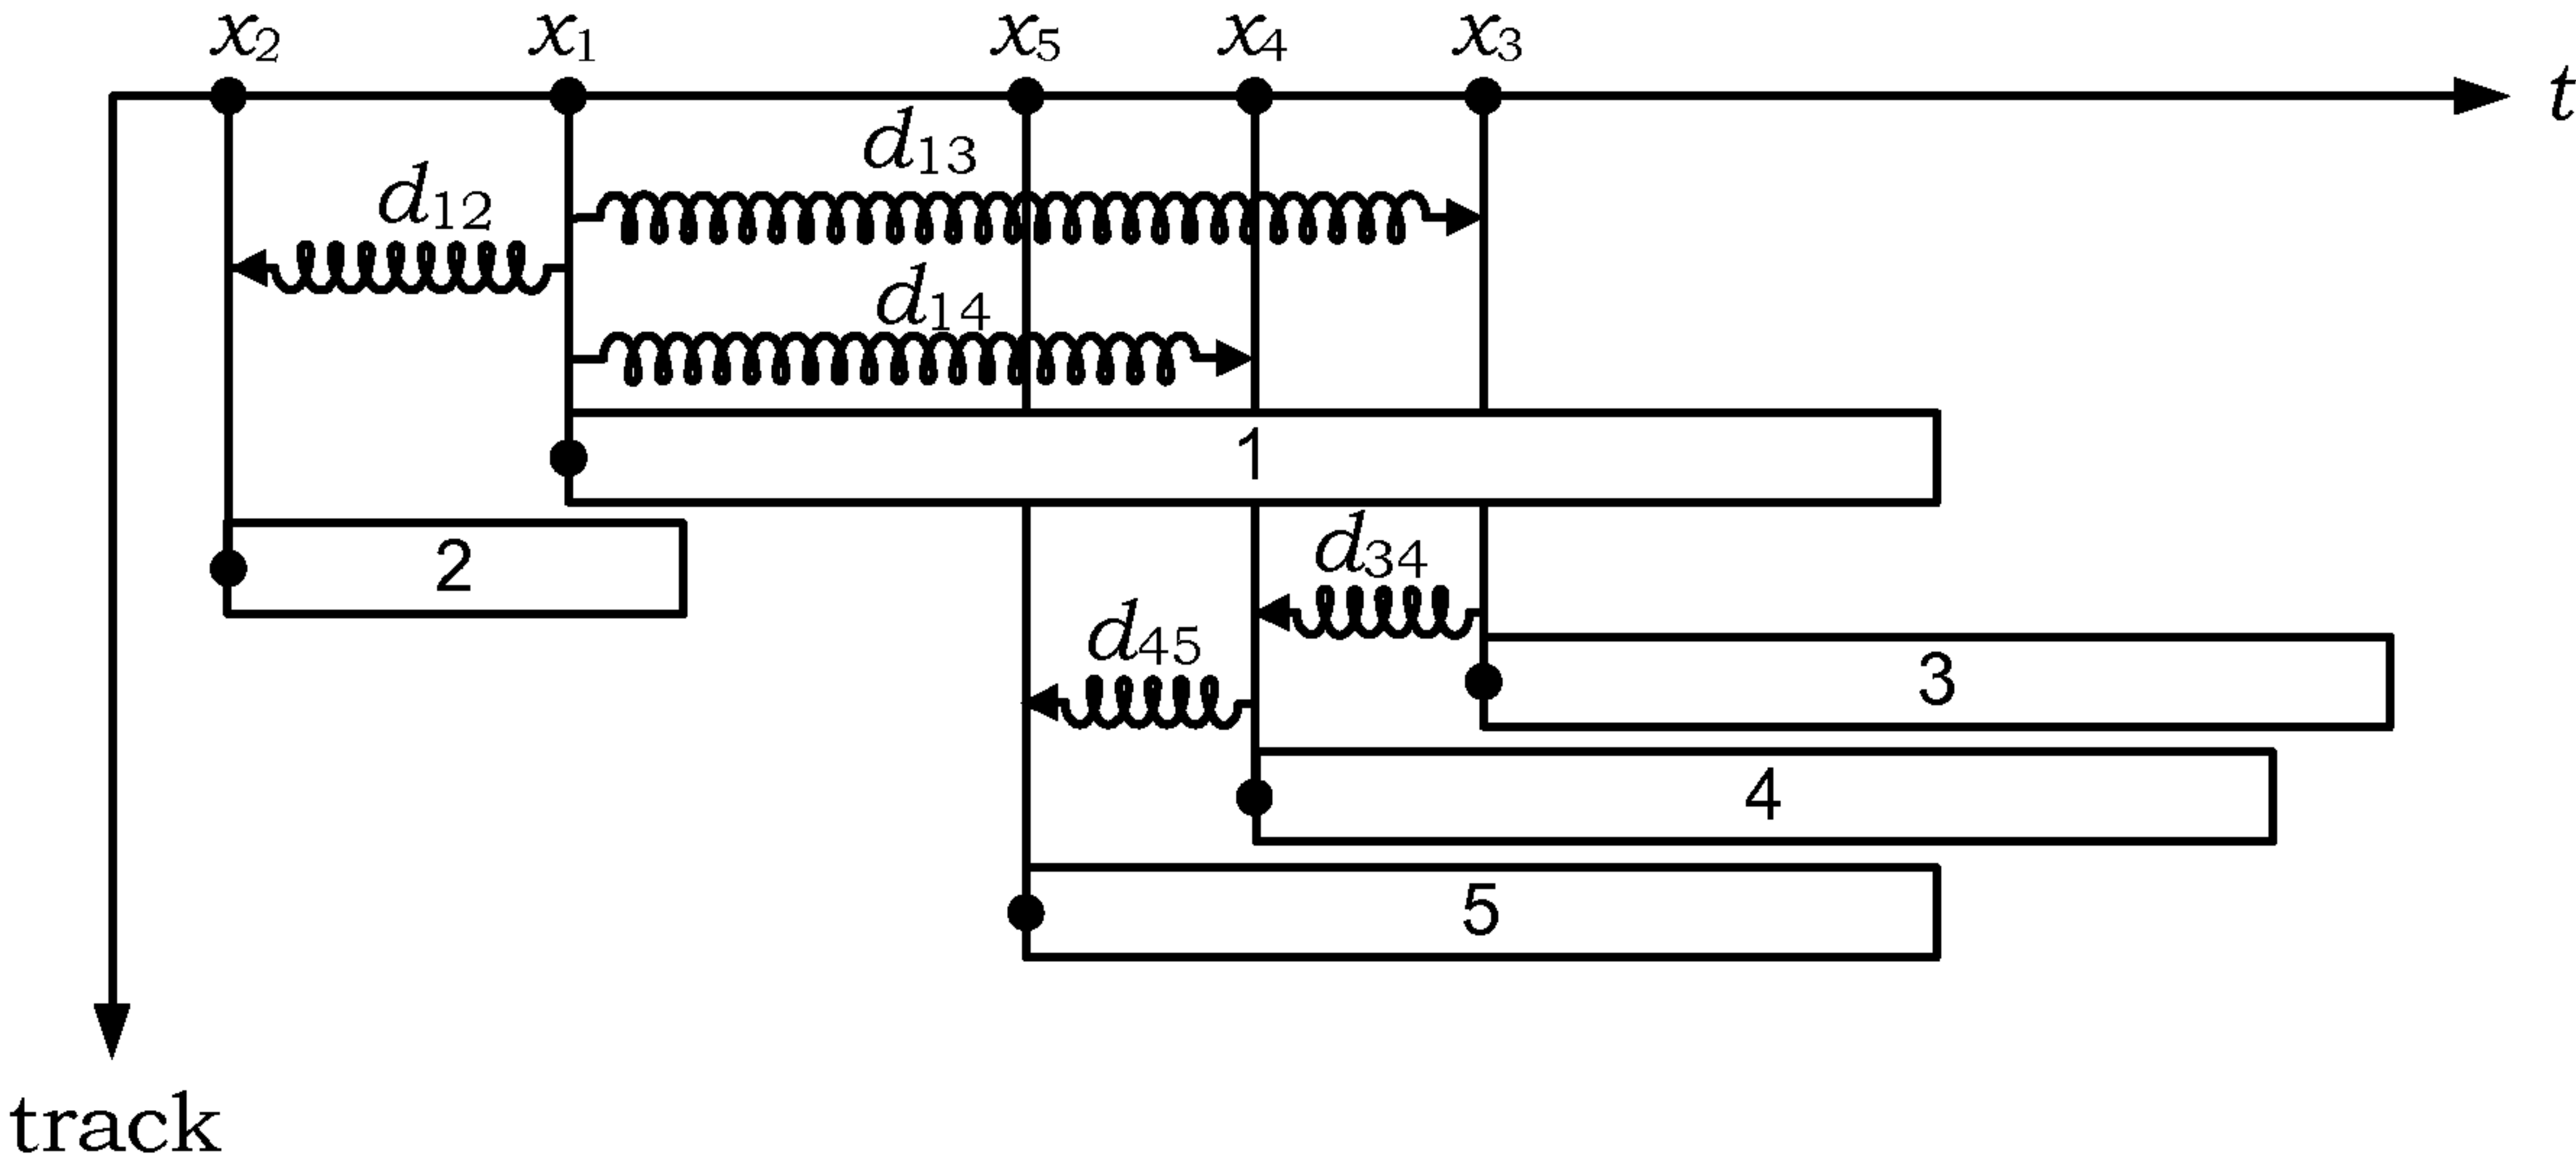 x₂ x₁ x₅ x₄ x₃ t
d₁₃
d₁₂
d₁₄
1
2
d₃₄
d₄₅
3
4
5
track